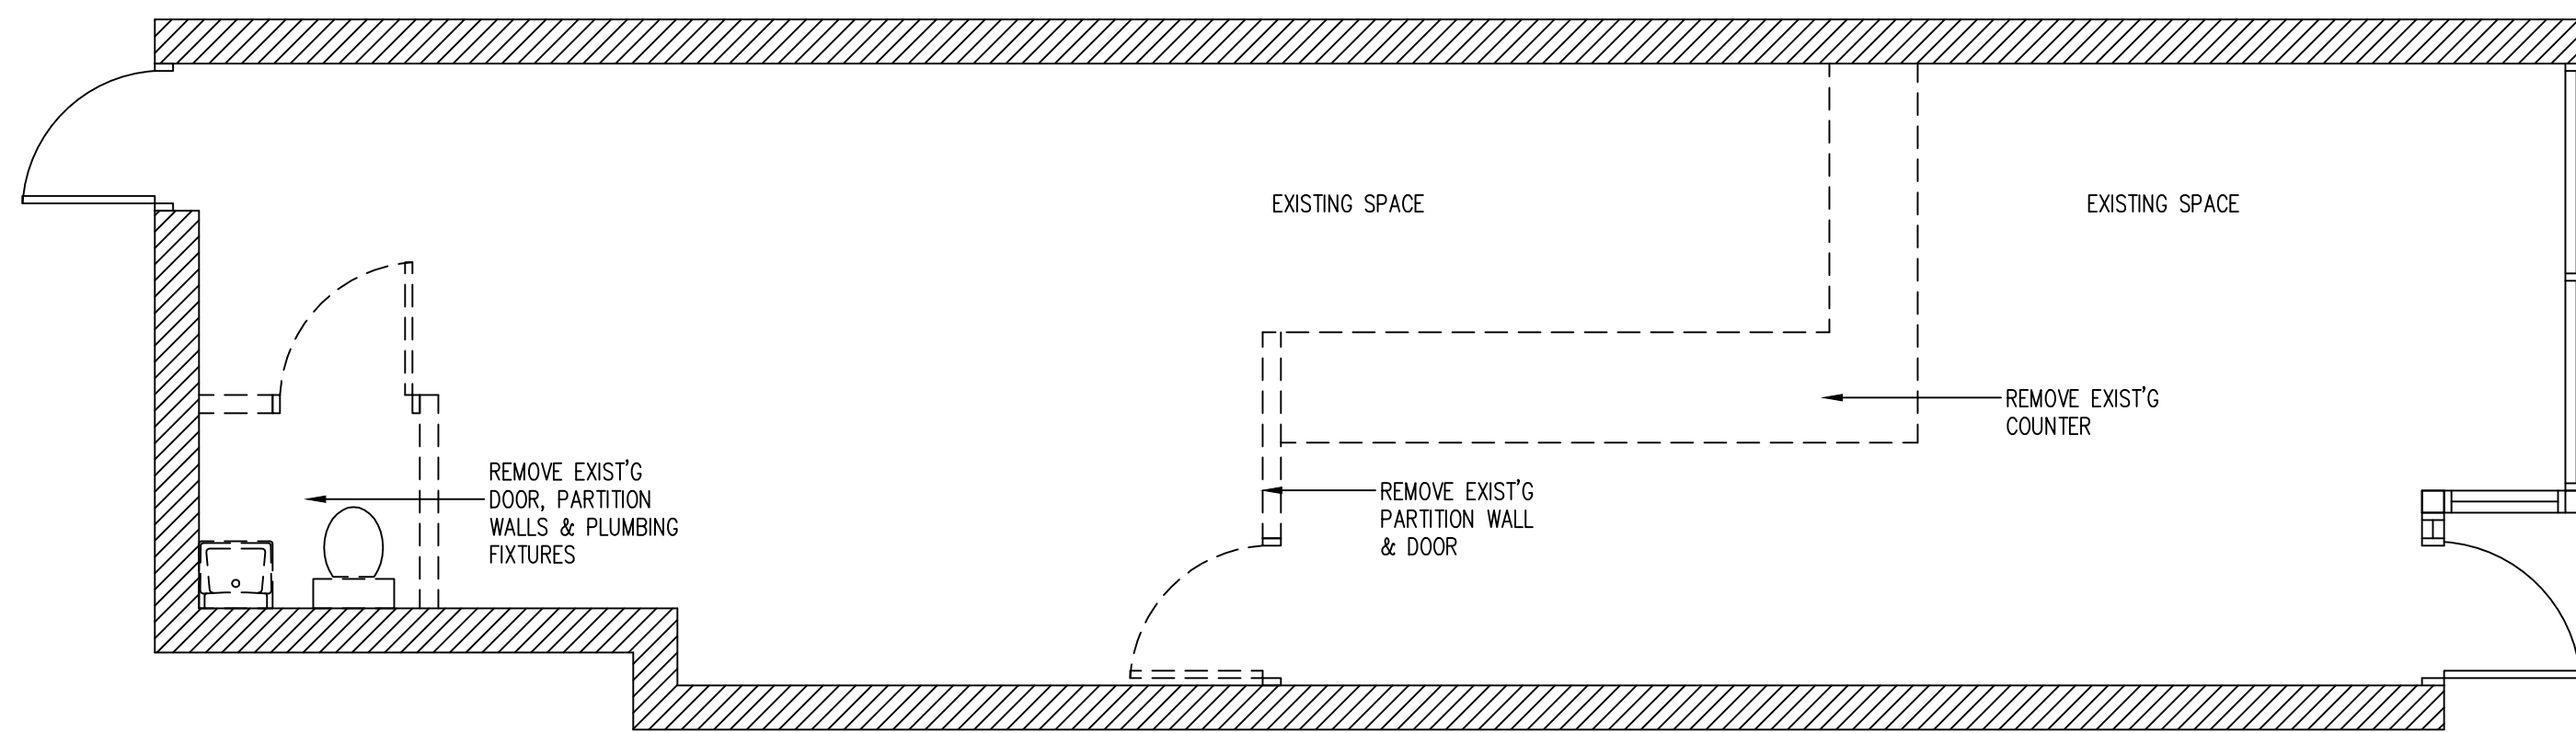 EXISTING SPACE
EXISTING SPACE
REMOVE EXIST'G
COUNTER
REMOVE EXIST'G
DOOR, PARTITION
WALLS & PLUMBING
FIXTURES
REMOVE EXIST'G
PARTITION WALL
& DOOR